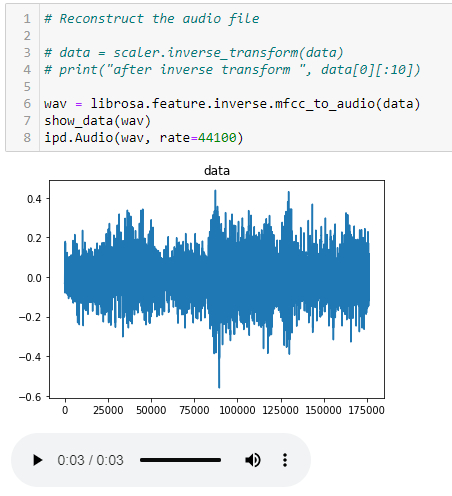 1 # Reconstruct the audio file
2
3 # data = scaler.inverse_transform(data)
4 # print("after inverse transform ", data[0][:10])
5
6 wav = librosa.feature.inverse.mfcc_to_audio(data)
7 show_data(wav)
8 ipd.Audio(wav, rate=44100)
data
0.4
0.2
0.0
−0.2
−0.4
−0.6
0 25000 50000 75000 100000 125000 150000 175000
0:03 / 0:03